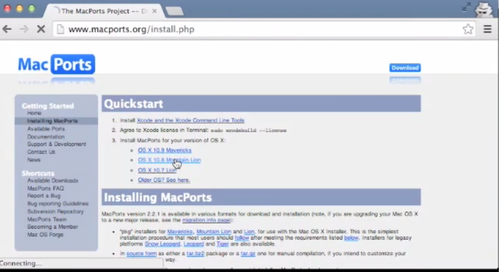 The MacPorts Project -- D
www.macports.org/install.php
MacPorts
Download
Getting Started
Home
Installing MacPorts
Available Ports
Documentation
Support & Development
Contact Us
News
Shortcuts
Available Downloads
MacPorts FAQ
Report a Bug
Bug reporting Guidelines
Subversion Repository
MacPorts Team
Becoming a Member
Mac OS Forge
Quickstart
1. Install Xcode and the Xcode Command Line Tools
2. Agree to Xcode license in Terminal: sudo xcodebuild -license
3. Install MacPorts for your version of OS X:
• OS X 10.9 Mavericks
• OS X 10.8 Mountain Lion
• OS X 10.7 Lion
• Older OS? See here.
Installing MacPorts
MacPorts version 2.2.1 is available in various formats for download and installation (note, if you are upgrading your Mac OS X
to a new major release, see the migration page):
• "pkg" installers for Mavericks, Mountain Lion and Lion, for use with the Mac OS X Installer. This is the simplest
installation procedure that most users should follow after meeting the requirements listed below. Installers for legacy
platforms Snow Leopard, Leopard and Tiger are also available.
• In source form as either a tar.bz2 package or a tar.gz one for manual compilation, if you intend to customize your
Connecting...